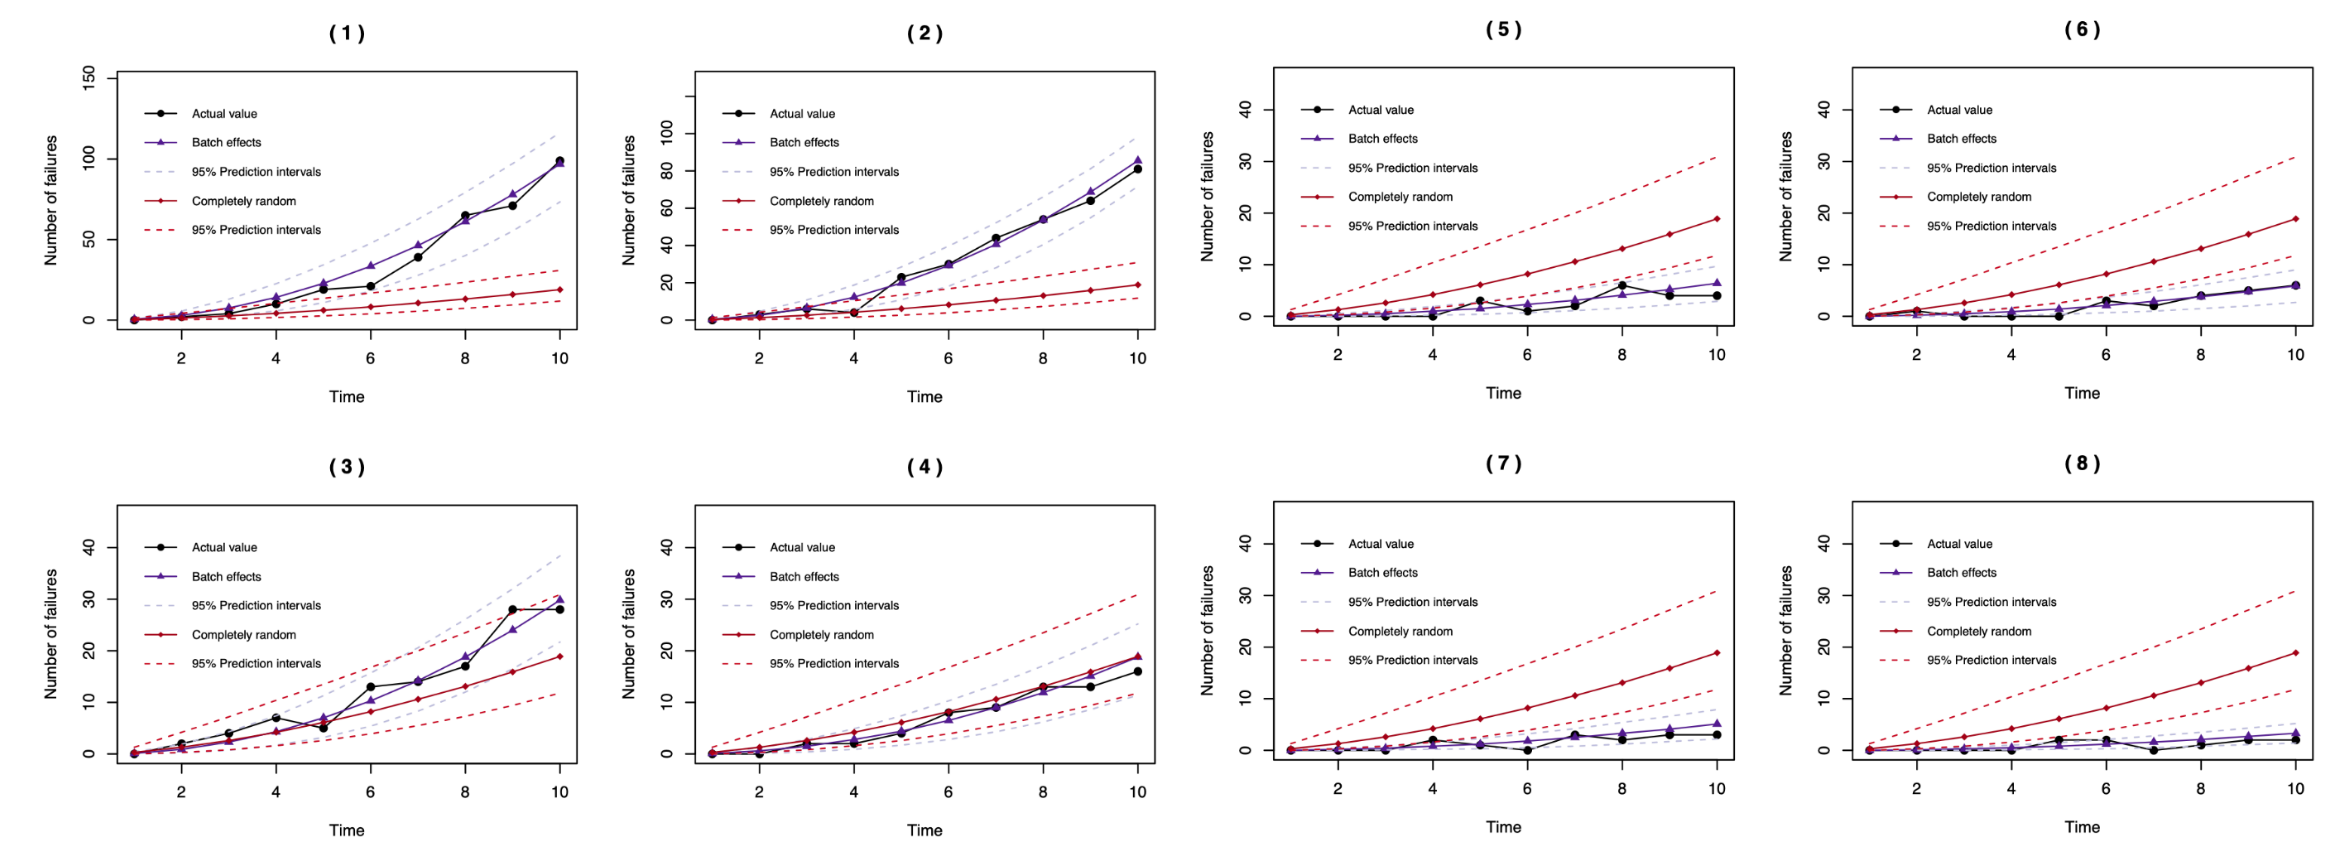 ( 1 )
Number of failures
150
100
50
0
Actual value
Batch effects
95% Prediction intervals
Completely random
95% Prediction intervals
2 4 6 8 10
Time
( 2 )
Number of failures
100
80
60
40
20
0
Actual value
Batch effects
95% Prediction intervals
Completely random
95% Prediction intervals
2 4 6 8 10
Time
( 5 )
Number of failures
40
30
20
10
0
Actual value
Batch effects
95% Prediction intervals
Completely random
95% Prediction intervals
2 4 6 8 10
Time
( 6 )
Number of failures
40
30
20
10
0
Actual value
Batch effects
95% Prediction intervals
Completely random
95% Prediction intervals
2 4 6 8 10
Time
( 3 )
Number of failures
40
30
20
10
0
Actual value
Batch effects
95% Prediction intervals
Completely random
95% Prediction intervals
2 4 6 8 10
Time
( 4 )
Number of failures
40
30
20
10
0
Actual value
Batch effects
95% Prediction intervals
Completely random
95% Prediction intervals
2 4 6 8 10
Time
( 7 )
Number of failures
40
30
20
10
0
Actual value
Batch effects
95% Prediction intervals
Completely random
95% Prediction intervals
2 4 6 8 10
Time
( 8 )
Number of failures
40
30
20
10
0
Actual value
Batch effects
95% Prediction intervals
Completely random
95% Prediction intervals
2 4 6 8 10
Time